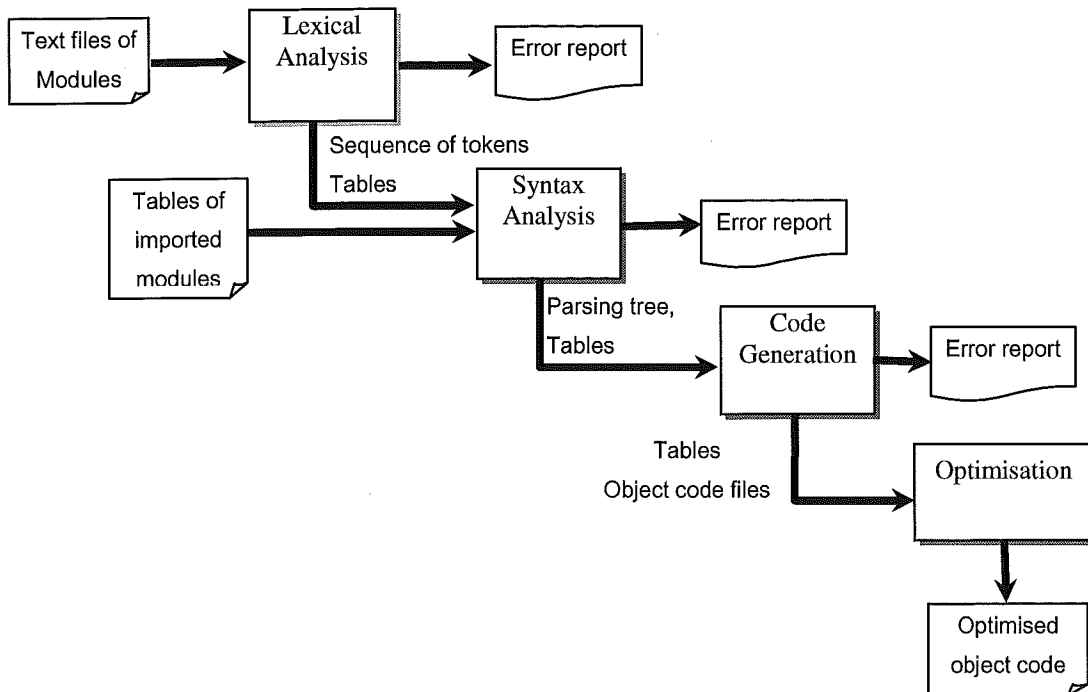 Text files of
Modules
Lexical
Analysis
Error report
Sequence of tokens
Tables
Tables of
imported
modules
Syntax
Analysis
Error report
Parsing tree,
Tables
Code
Generation
Error report
Tables
Object code files
Optimisation
Optimised
object code